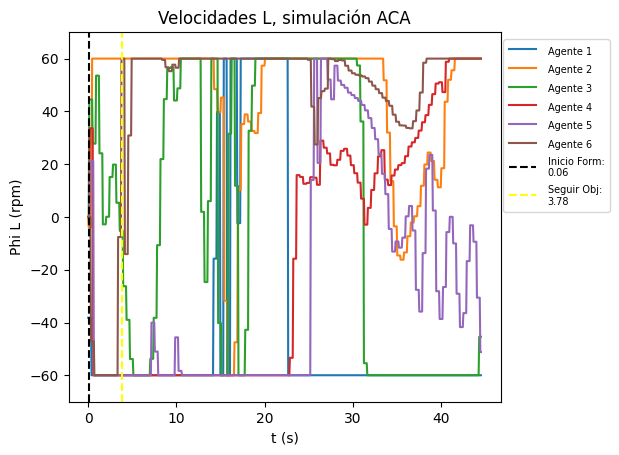 Velocidades L, simulación ACA
Phi L (rpm)
60
40
20
0
−20
−40
−60
0
10
20
30
40
t (s)
Agente 1
Agente 2
Agente 3
Agente 4
Agente 5
Agente 6
Inicio Form:
0.06
Seguir Obj:
3.78